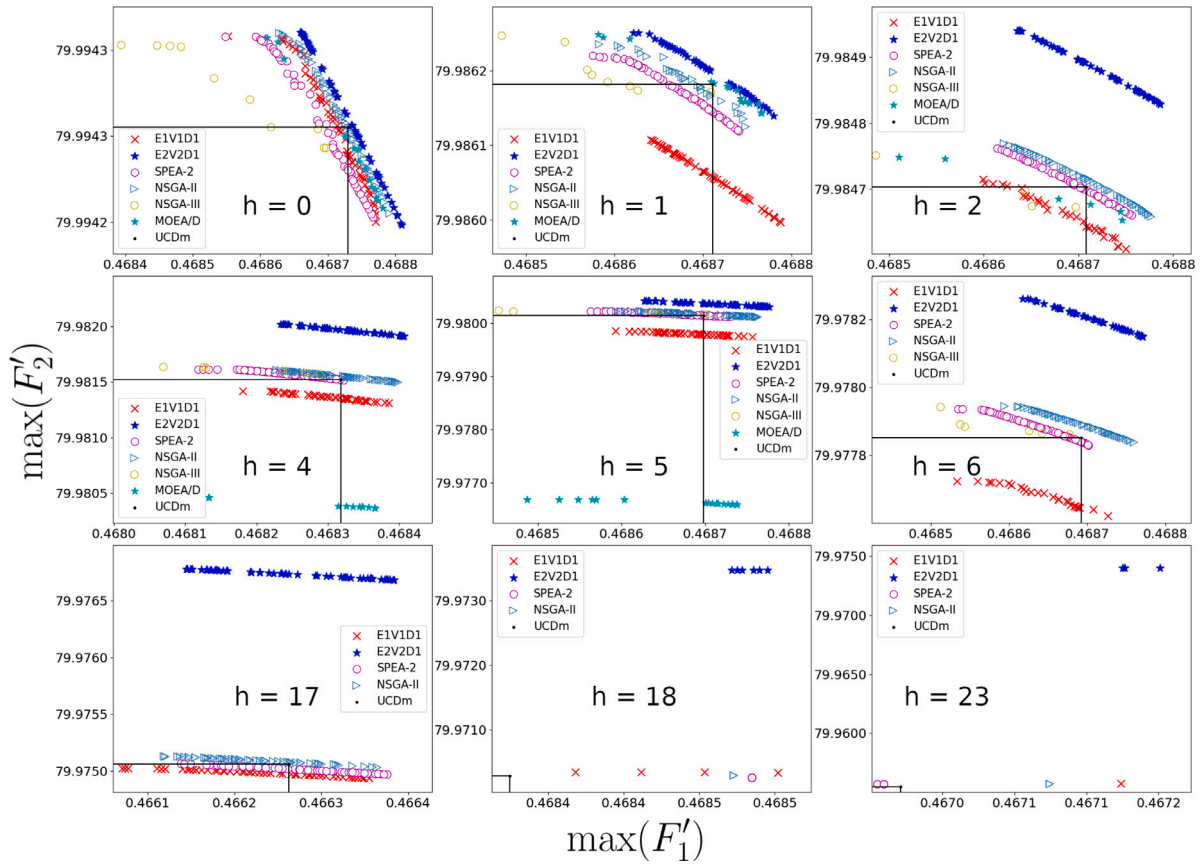 79.9943
79.9943
79.9942
h = 0
E1V1D1
E2V2D1
SPEA-2
NSGA-II
NSGA-III
MOEA/D
UCDm
0.4684 0.4685 0.4686 0.4687 0.4688
79.9862
79.9861
79.9860
h = 1
E1V1D1
E2V2D1
SPEA-2
NSGA-II
NSGA-III
MOEA/D
UCDm
0.4685 0.4686 0.4687 0.4788
79.9849
79.9848
79.9847
h = 2
E1V1D1
E2V2D1
SPEA-2
NSGA-II
NSGA-III
MOEA/D
UCDm
0.4685 0.4686 0.4687 0.4788
max(F′₂)
79.9820
79.9815
79.9810
79.9805
h = 4
E1V1D1
E2V2D1
SPEA-2
NSGA-II
NSGA-III
MOEA/D
UCDm
0.4680 0.4681 0.4682 0.4683 0.4684
79.9800
79.9790
79.9780
79.9770
h = 5
E1V1D1
E2V2D1
SPEA-2
NSGA-II
NSGA-III
MOEA/D
UCDm
0.4685 0.4686 0.4687 0.4688
79.9782
79.9780
79.9778
h = 6
E1V1D1
E2V2D1
SPEA-2
NSGA-II
NSGA-III
UCDm
0.4685 0.4686 0.4687 0.4688
79.9765
79.9760
79.9755
79.9750
h = 17
E1V1D1
E2V2D1
SPEA-2
NSGA-II
UCDm
0.4661 0.4662 0.4663 0.4664
79.9730
79.9720
79.9710
h = 18
E1V1D1
E2V2D1
SPEA-2
NSGA-II
UCDm
0.4684 0.4684 0.4685 0.4685
79.9750
79.9700
79.9650
79.9600
h = 23
E1V1D1
E2V2D1
SPEA-2
NSGA-II
UCDm
0.4670 0.4671 0.4671 0.4672
max(F′₁)